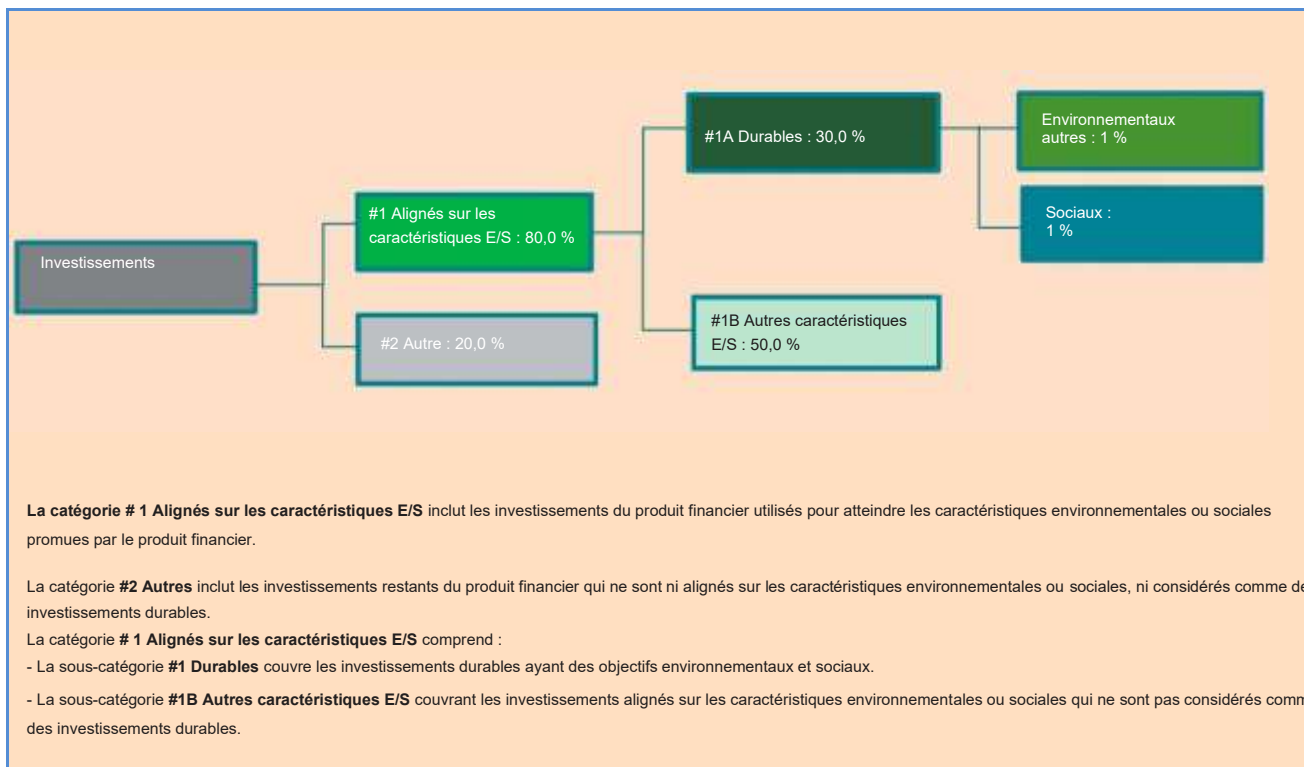 #1A Durables : 30,0 %
Environnementaux
autres : 1 %
#1 Alignés sur les
caractéristiques E/S : 80,0 %
Sociaux :
1 %
Investissements
#2 Autre : 20,0 %
#1B Autres caractéristiques
E/S : 50,0 %
La catégorie # 1 Alignés sur les caractéristiques E/S inclut les investissements du produit financier utilisés pour atteindre les caractéristiques environnementales ou sociales
promues par le produit financier.
La catégorie #2 Autres inclut les investissements restants du produit financier qui ne sont ni alignés sur les caractéristiques environnementales ou sociales, ni considérés comme de
investissements durables.
La catégorie # 1 Alignés sur les caractéristiques E/S comprend :
- La sous-catégorie #1 Durables couvre les investissements durables ayant des objectifs environnementaux et sociaux.
- La sous-catégorie #1B Autres caractéristiques E/S couvrant les investissements alignés sur les caractéristiques environnementales ou sociales qui ne sont pas considérés comm
des investissements durables.